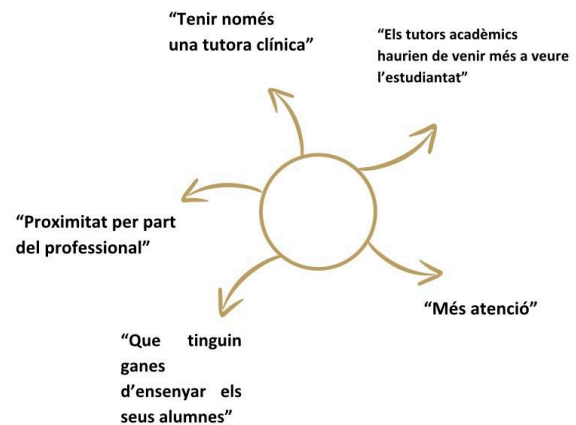 “Tenir només
una tutora clínica”
“Els tutors acadèmics
haurien de venir més a veure
l’estudiantat”
“Proximitat per part
del professional”
“Més atenció”
“Que tinguin
ganes
d’ensenyar els
seus alumnes”